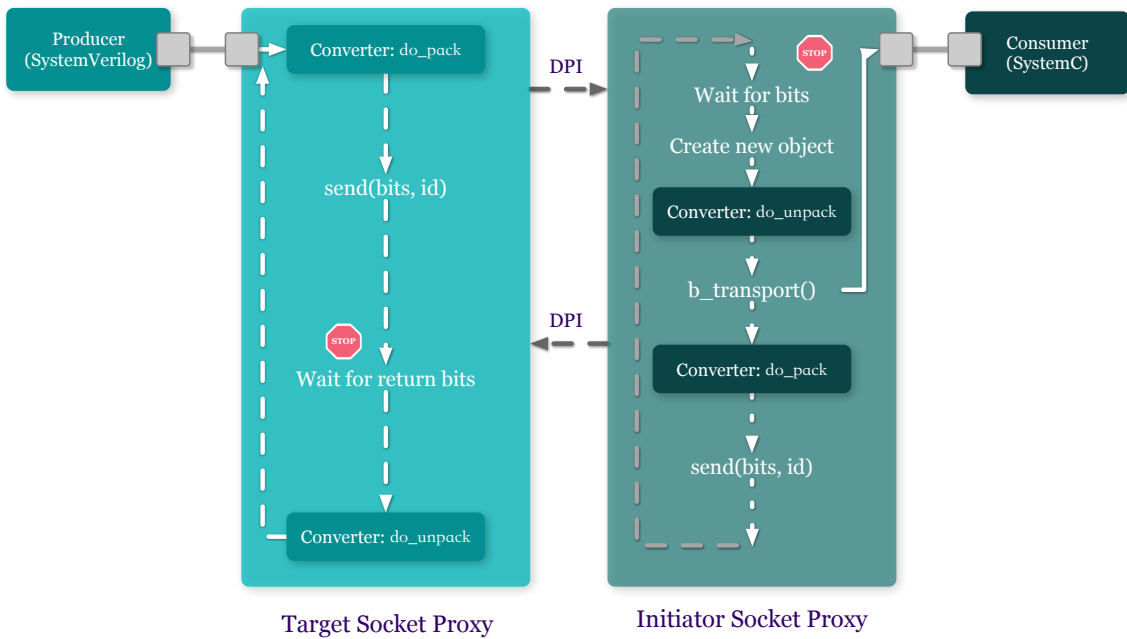 Producer
(SystemVerilog)
Converter: do_pack
send(bits, id)
STOP
Wait for return bits
Converter: do_unpack
Target Socket Proxy
DPI
DPI
STOP
Wait for bits
Create new object
Converter: do_unpack
b_transport()
Converter: do_pack
send(bits, id)
Initiator Socket Proxy
Consumer
(SystemC)